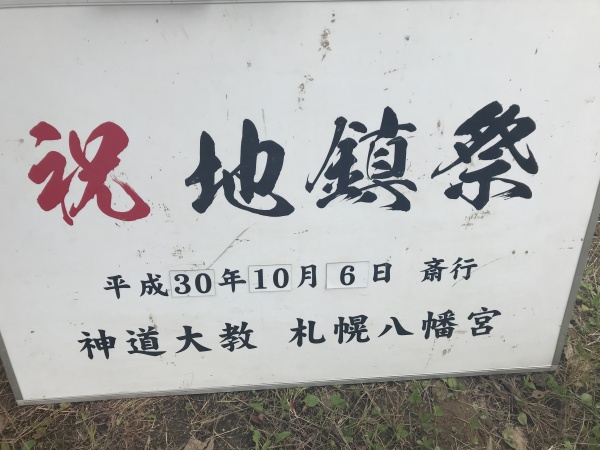 祝 地鎮祭
平成30年10月6日 斎行
神道大教 札幌八幡宮